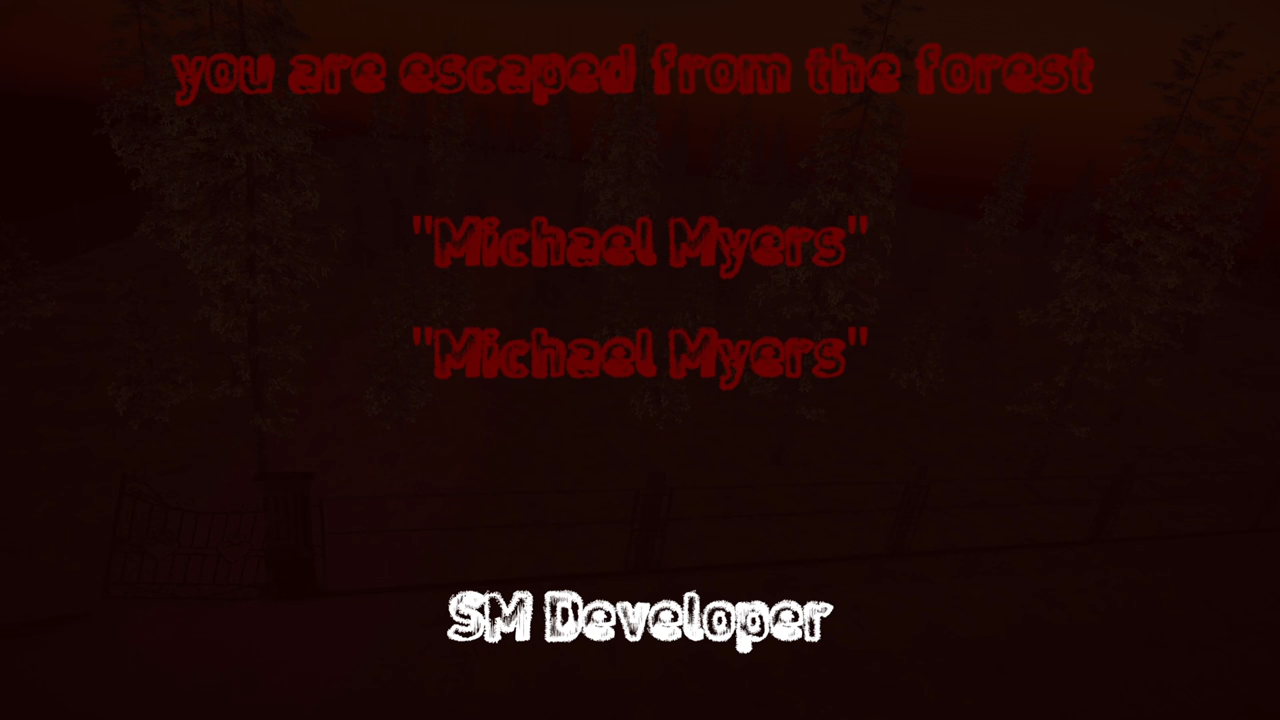 you are escaped from the forest
"Michael Myers"
"Michael Myers"
SM Developer